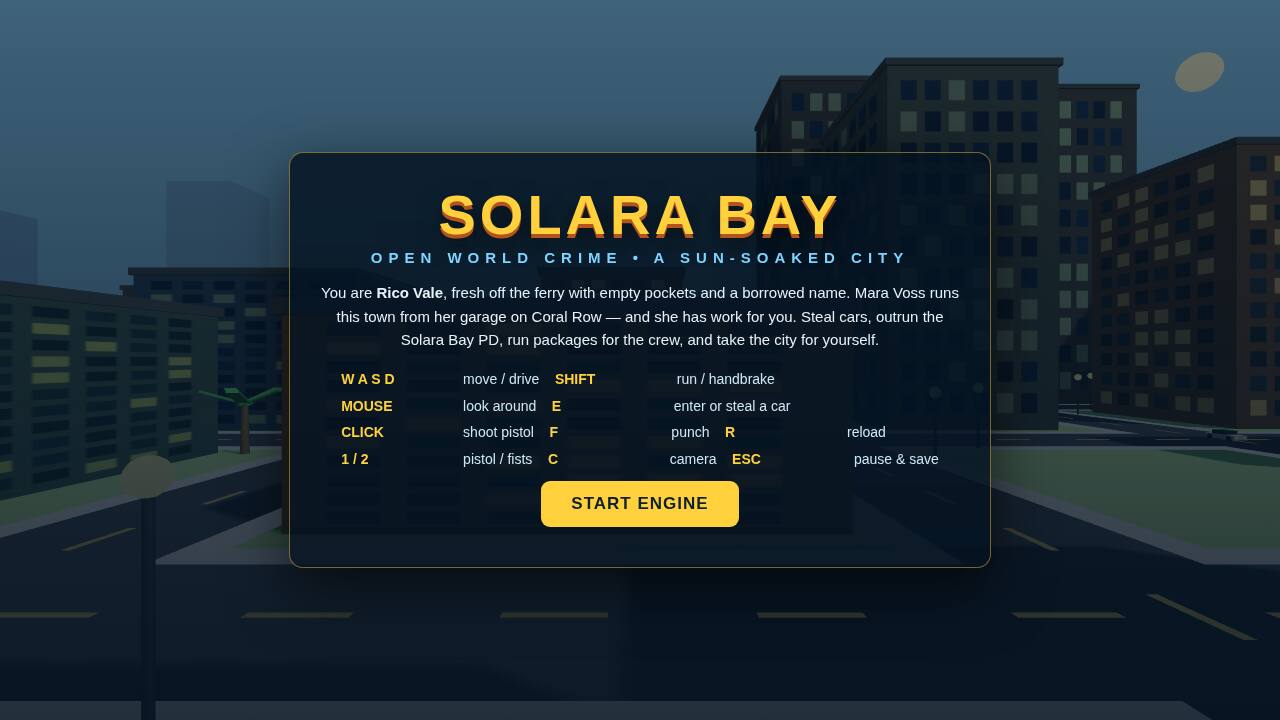 SOLARA BAY
OPEN WORLD CRIME • A SUN-SOAKED CITY
You are Rico Vale, fresh off the ferry with empty pockets and a borrowed name. Mara Voss runs
this town from her garage on Coral Row — and she has work for you. Steal cars, outrun the
Solara Bay PD, run packages for the crew, and take the city for yourself.
W A S D move / drive SHIFT run / handbrake
MOUSE look around E enter or steal a car
CLICK shoot pistol F punch R reload
1 / 2 pistol / fists C camera ESC pause & save
START ENGINE